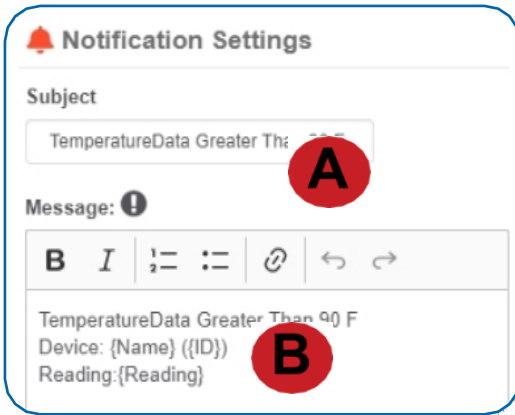 Notification Settings
Subject
TemperatureData Greater
A
Message:
B I
TemperatureData Greater Than 90 F
Device: {Name} ({ID})
B
Reading:{Reading}